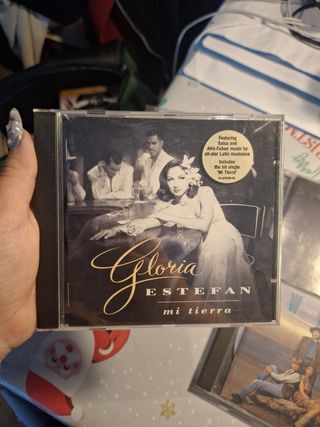 Featuring
Salsa and
Afro-Cuban music by
all-star Latin musicians
Includes
the hit single
"Mi Tierra"
Gloria
ESTEFAN
mi tierra